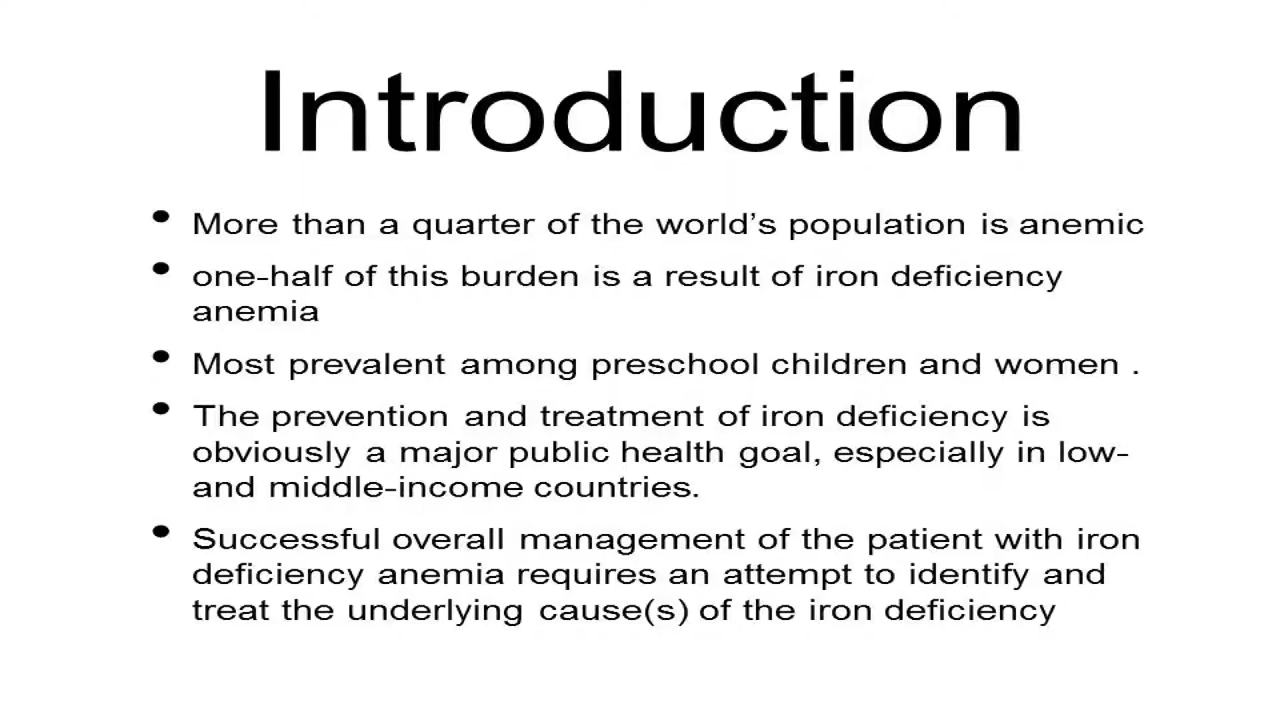 Introduction
• More than a quarter of the world’s population is anemic
• one-half of this burden is a result of iron deficiency
anemia
• Most prevalent among preschool children and women .
• The prevention and treatment of iron deficiency is
obviously a major public health goal, especially in low-
and middle-income countries.
• Successful overall management of the patient with iron
deficiency anemia requires an attempt to identify and
treat the underlying cause(s) of the iron deficiency